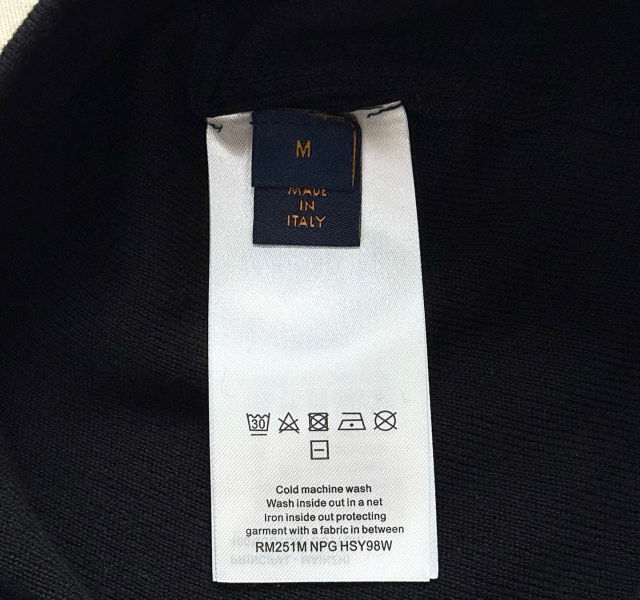 M
MADE
IN
ITALY
30
Cold machine wash
Wash inside out in a net
Iron inside out protecting
garment with a fabric in between
RM251M NPG HSY98W